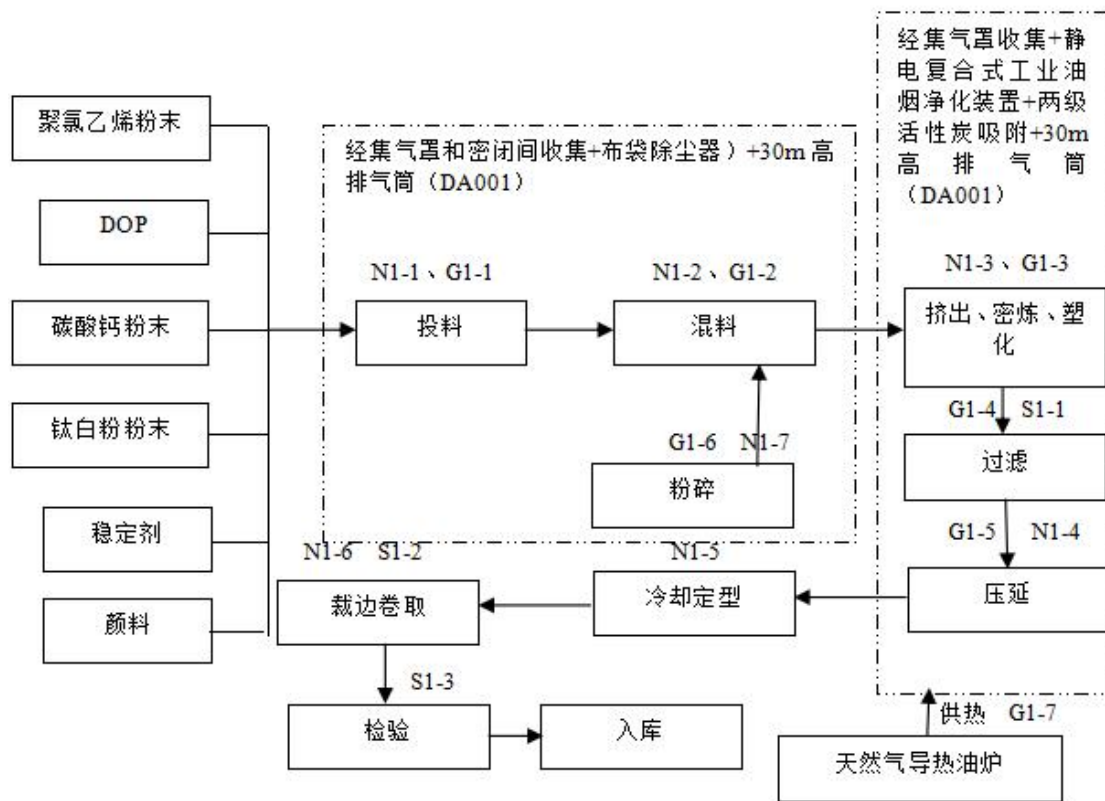 经集气罩收集+静
电复合式工业油
烟净化装置+两级
活性炭吸附+30m
高排气筒
（DA001）
聚氯乙烯粉末
DOP
碳酸钙粉末
钛白粉粉末
稳定剂
颜料
经集气罩和密闭间收集+布袋除尘器）+30m 高
排气筒（DA001）
N1-1、G1-1
投料
N1-2、G1-2
混料
G1-6 N1-7
粉碎
N1-3、G1-3
挤出、密炼、塑
化
G1-4 S1-1
过滤
G1-5 N1-4
压延
N1-5
冷却定型
N1-6 S1-2
裁边卷取
S1-3
检验
入库
供热 G1-7
天然气导热油炉